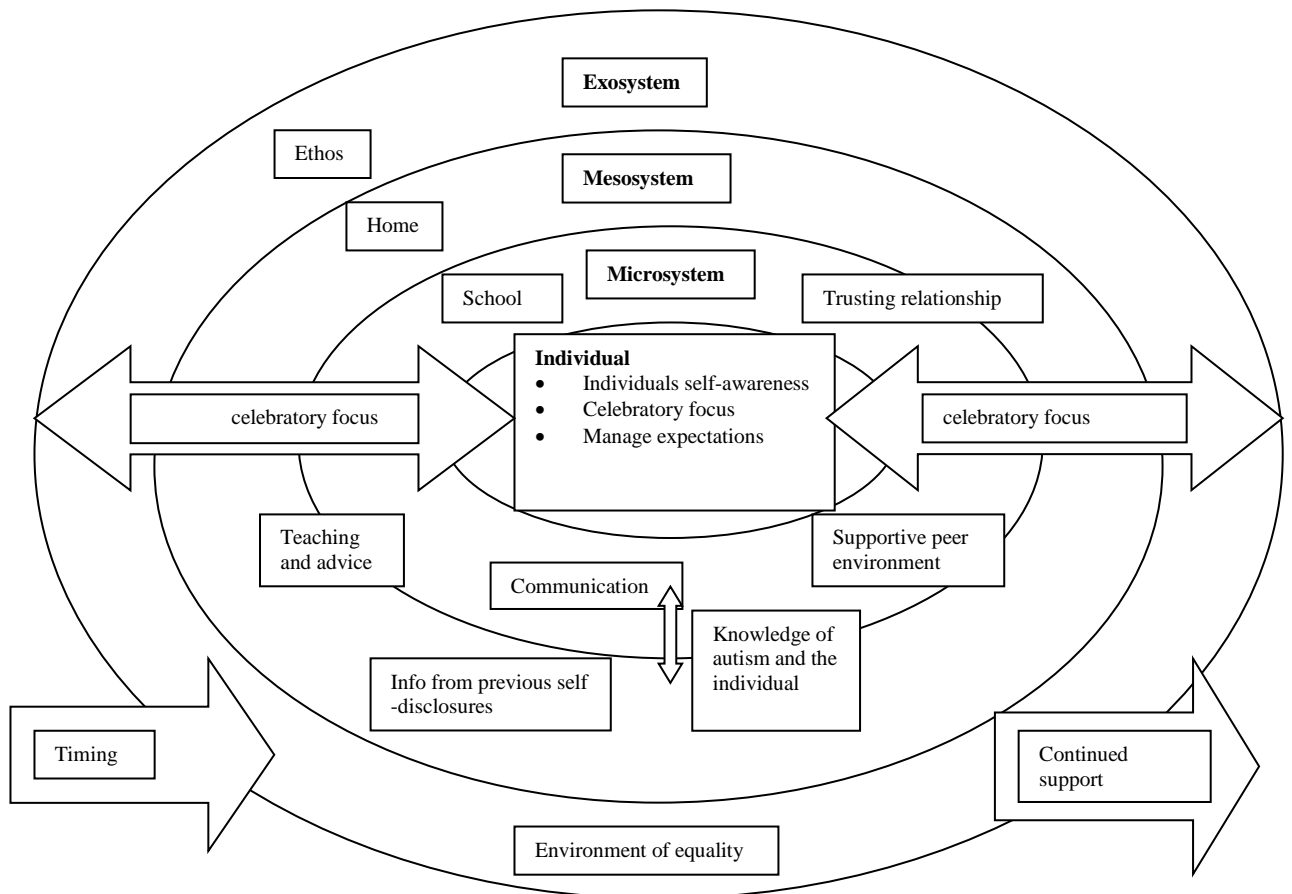 Exosystem
Ethos
Mesosystem
Home
Microsystem
School
Trusting relationship
Individual
• Individuals self-awareness
• Celebratory focus
• Manage expectations
celebratory focus
celebratory focus
Teaching
and advice
Supportive peer
environment
Communication
Knowledge of
autism and the
individual
Info from previous self
-disclosures
Timing
Continued
support
Environment of equality